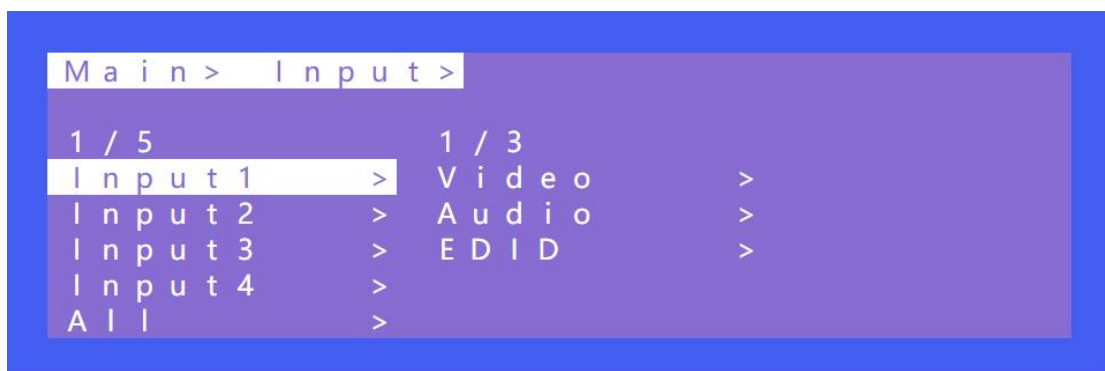 Main> Input>
1/5 1/3
Input1 > Video >
Input2 > Audio >
Input3 > EDID >
Input4 >
All >